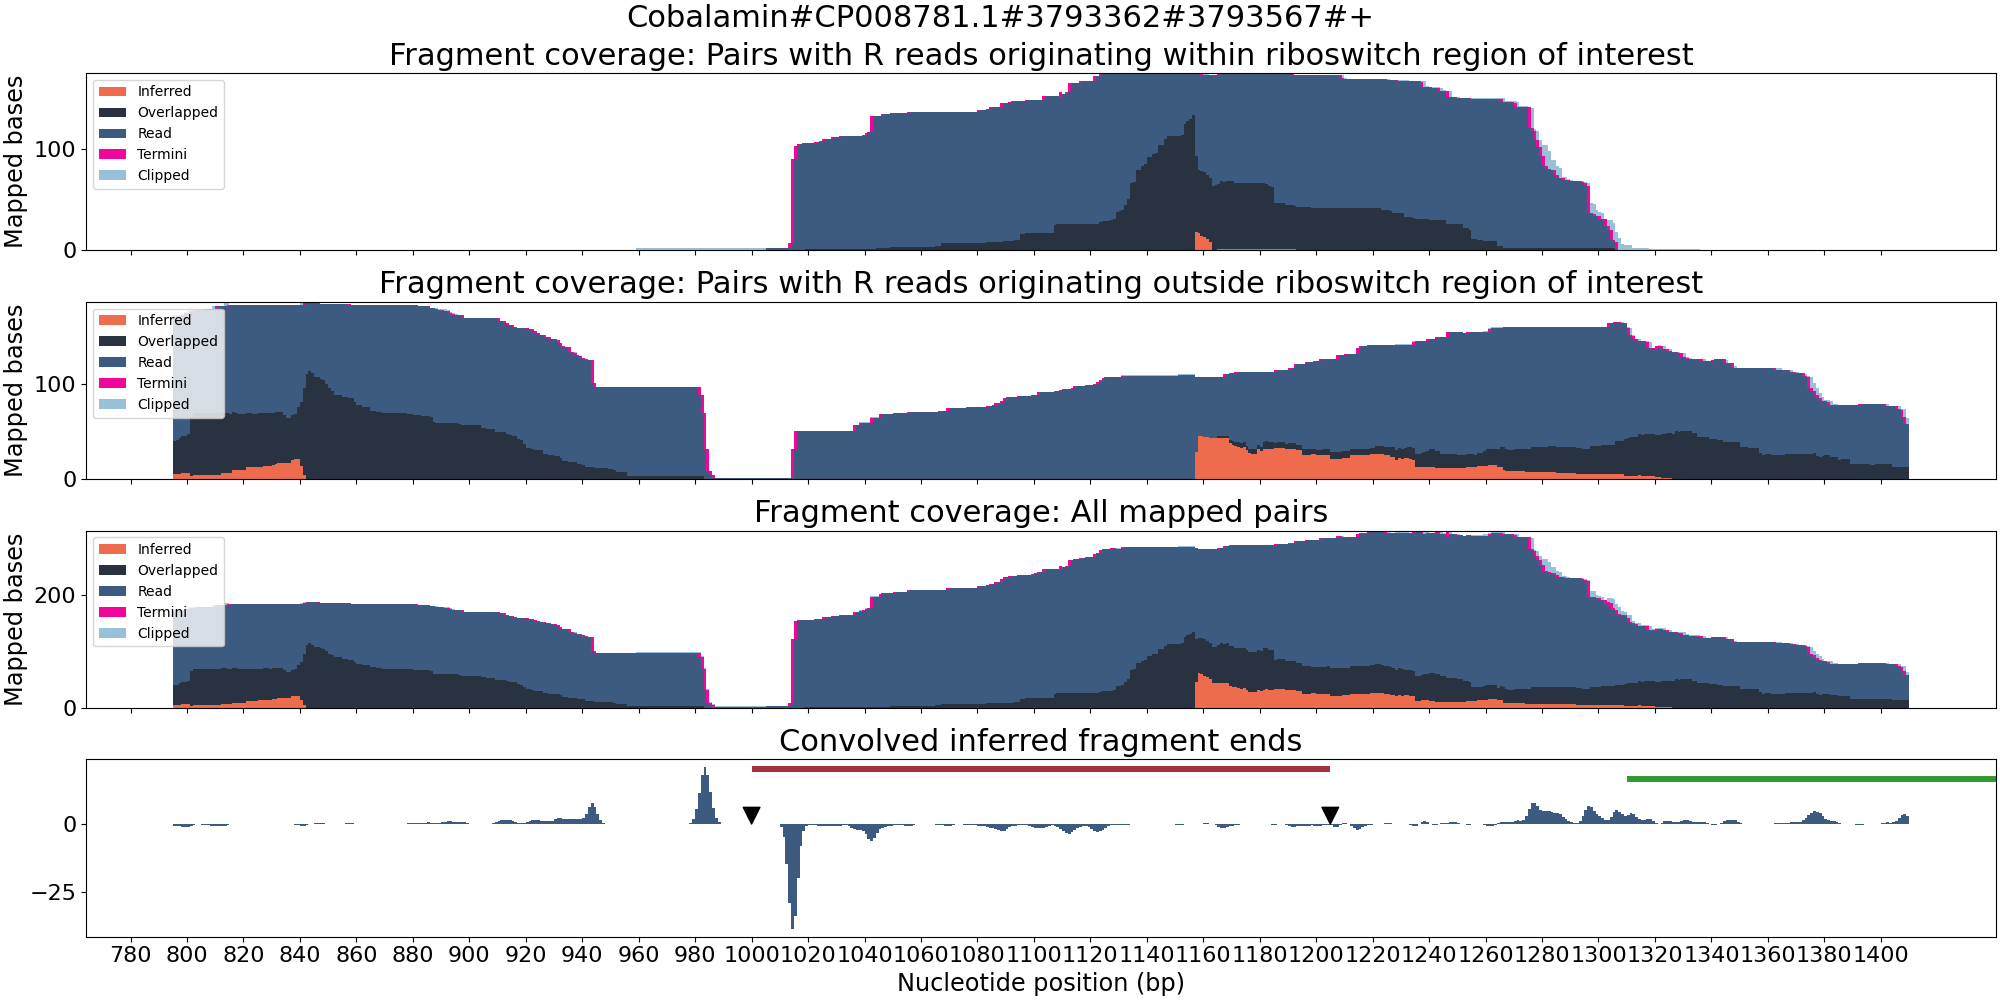 Cobalamin#CP008781.1#3793362#3793567#+
Fragment coverage: Pairs with R reads originating within riboswitch region of interest
Mapped bases
100
0
Inferred
Overlapped
Read
Termini
Clipped
Fragment coverage: Pairs with R reads originating outside riboswitch region of interest
Mapped bases
100
0
Inferred
Overlapped
Read
Termini
Clipped
Fragment coverage: All mapped pairs
Mapped bases
200
0
Inferred
Overlapped
Read
Termini
Clipped
Convolved inferred fragment ends
0
−25
780 800 820 840 860 880 900 920 940 960 980 1000 1020 1040 1060 1080 1100 1120 1140 1160 1180 1200 1220 1240 1260 1280 1300 1320 1340 1360 1380 1400
Nucleotide position (bp)